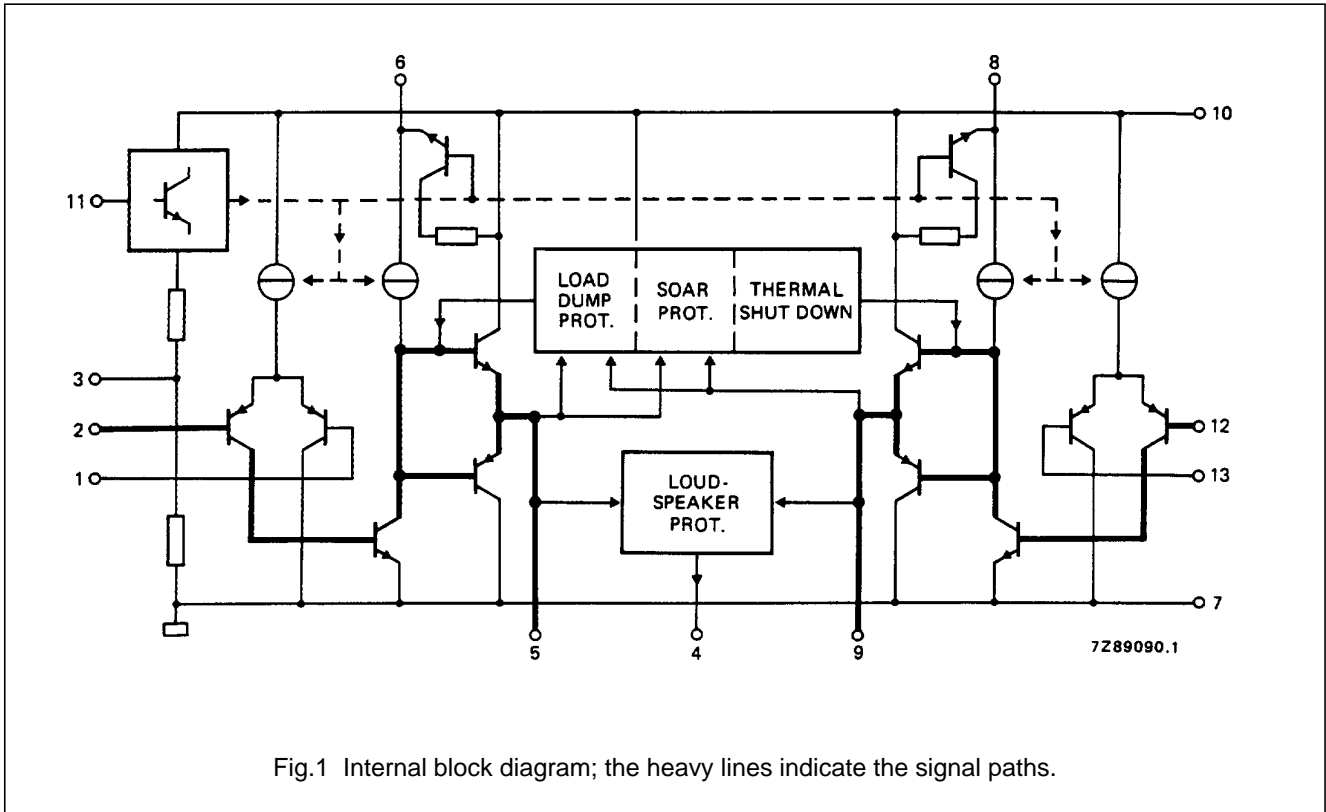 6
8
10
11
LOAD
DUMP
PROT.
SOAR
PROT.
THERMAL
SHUT DOWN
3
2
12
1
13
LOUD-
SPEAKER
PROT.
7
5
4
9
7Z89090.1
Fig.1 Internal block diagram; the heavy lines indicate the signal paths.